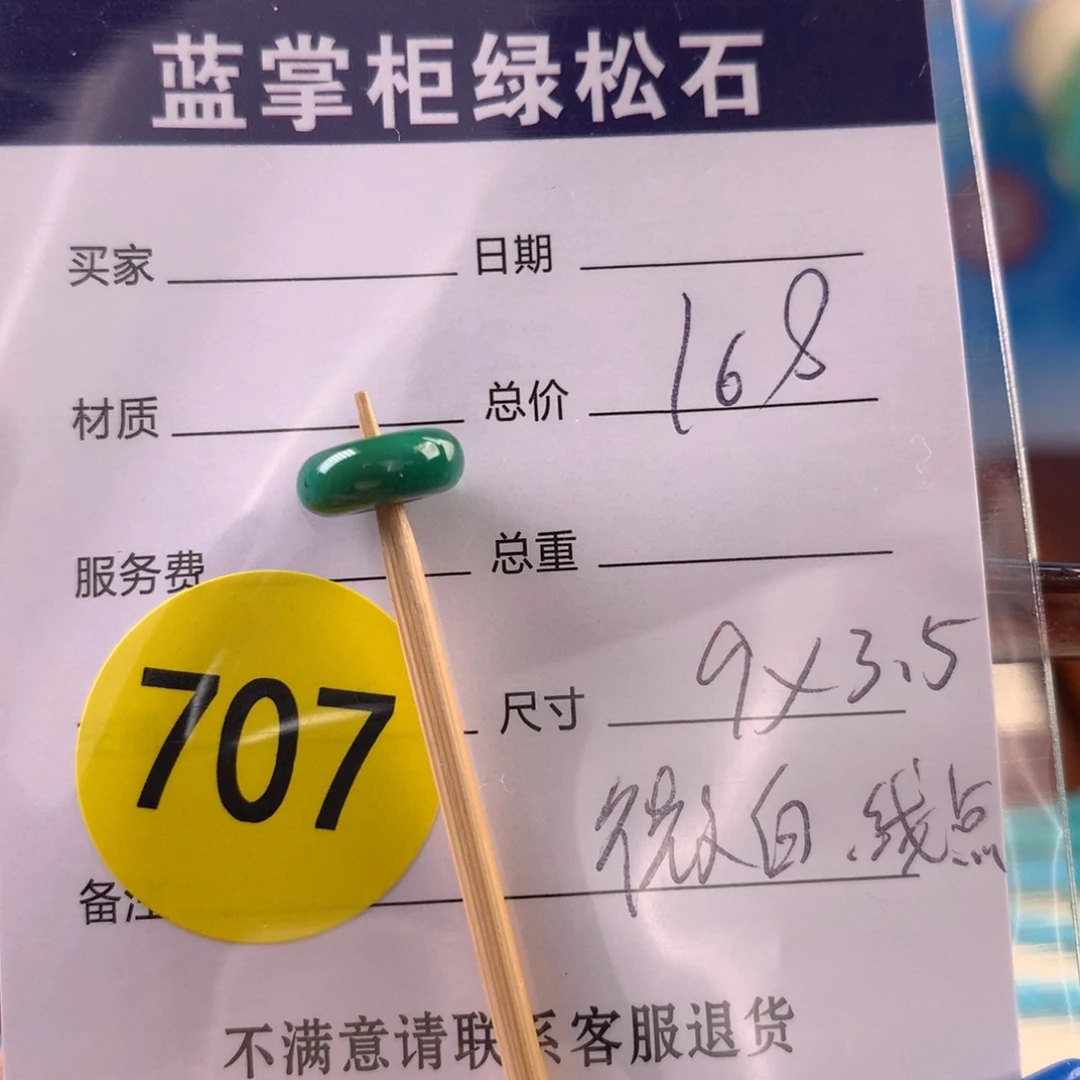 蓝掌柜绿松石
买家 日期
材质 总价 168
服务费 总重
707
尺寸 9×3.5
备注 微白、线点
不满意请联系客服退货